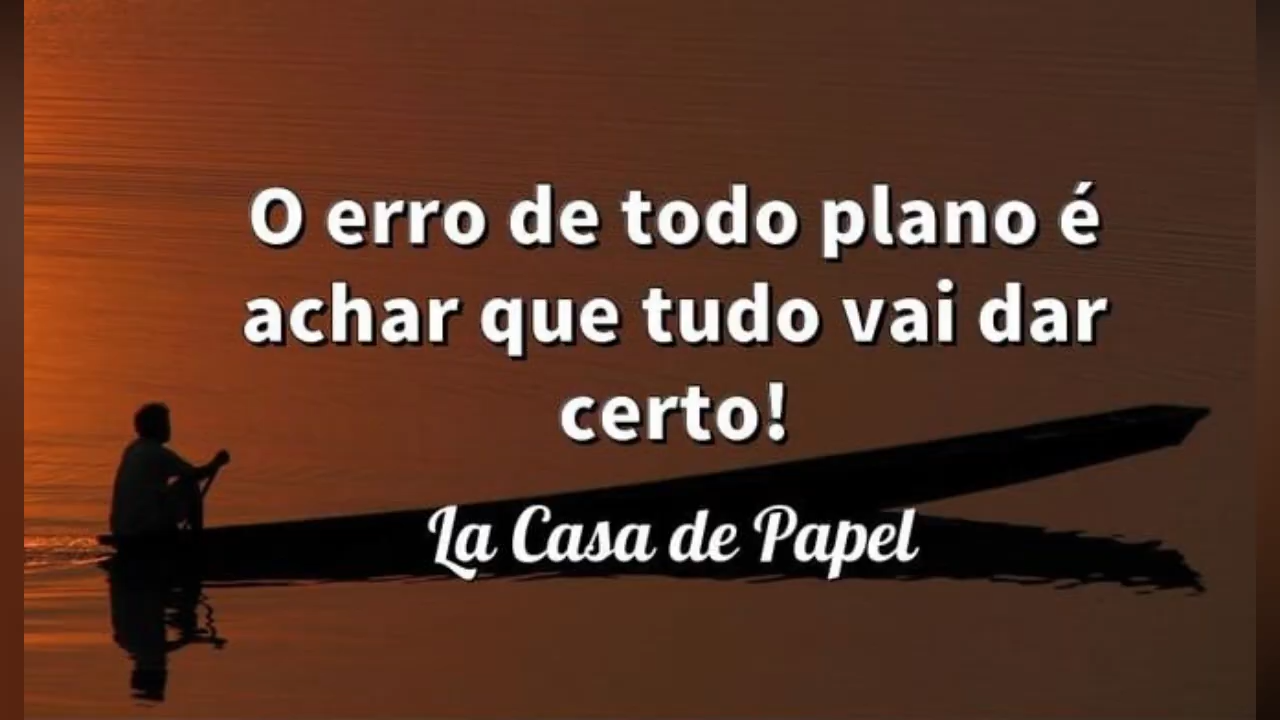 O erro de todo plano é
achar que tudo vai dar
certo!
La Casa de Papel